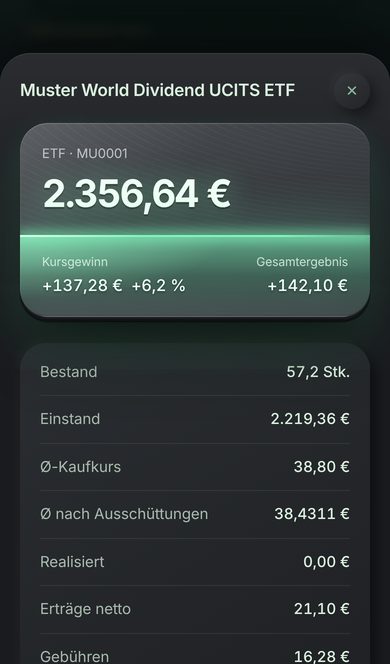 Muster World Dividend UCITS ETF
×
ETF · MU0001
2.356,64 €
Kursgewinn Gesamtergebnis
+137,28 € +6,2 % +142,10 €
Bestand 57,2 Stk.
Einstand 2.219,36 €
Ø-Kaufkurs 38,80 €
Ø nach Ausschüttungen 38,4311 €
Realisiert 0,00 €
Erträge netto 21,10 €
Gebühren 16,28 €